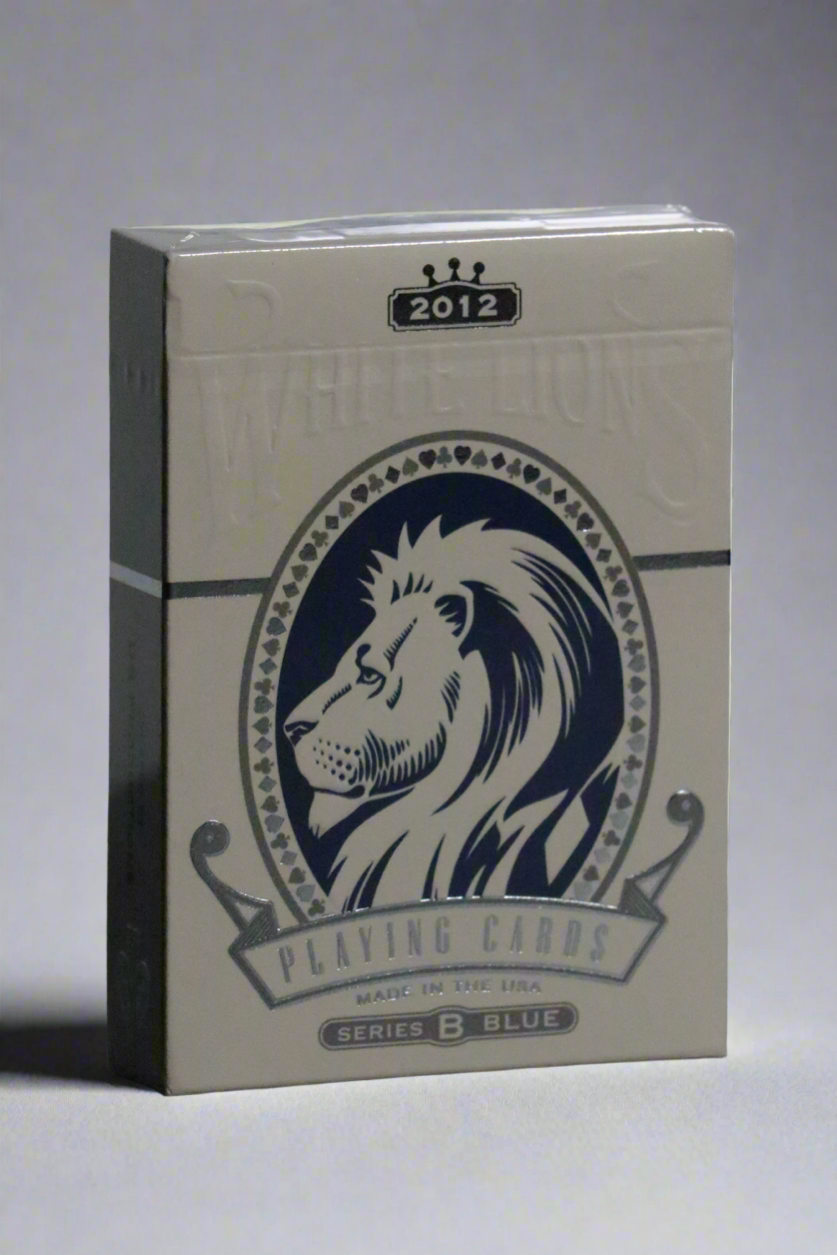 2012
WHITE LIONS
PLAYING CARDS
MADE IN THE USA
SERIES B BLUE